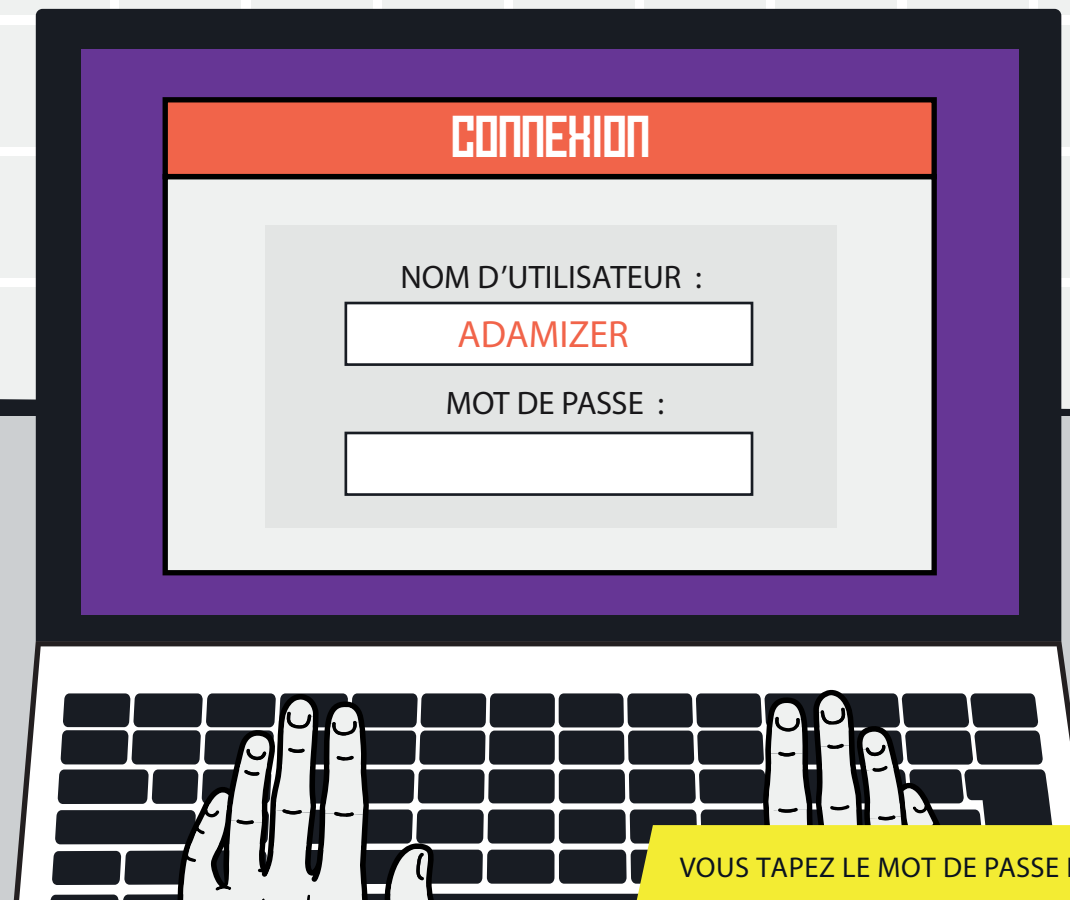 CONNEXION
NOM D’UTILISATEUR :
ADAMIZER
MOT DE PASSE :
VOUS TAPEZ LE MOT DE PASSE